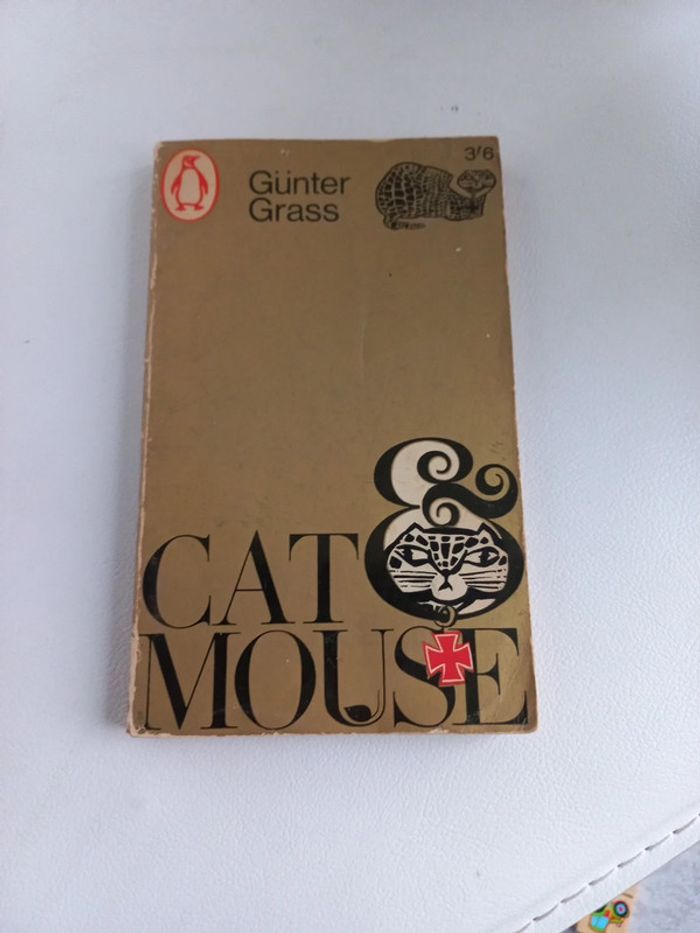 Günter
Grass
3/6
CAT &
MOUSE